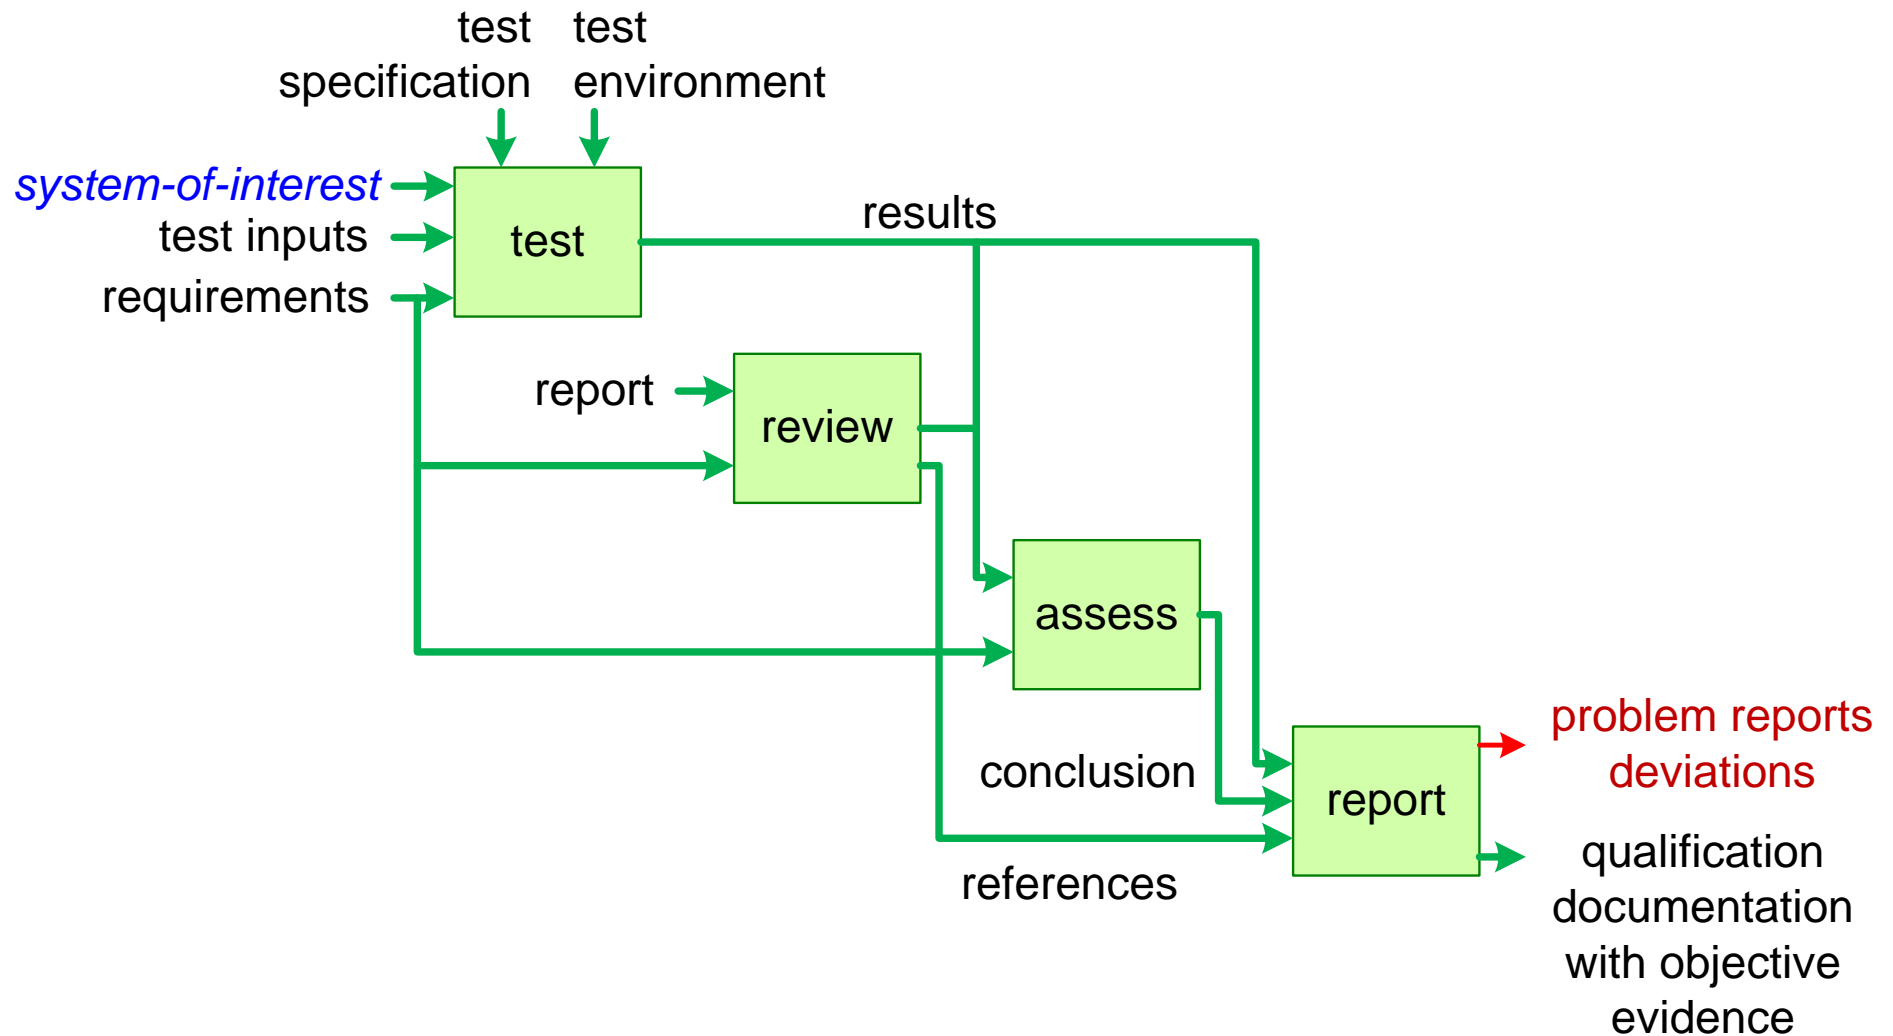 test
specification
test
environment
system-of-interest
test inputs
requirements
test
results
report
review
assess
conclusion
references
report
problem reports
deviations
qualification
documentation
with objective
evidence